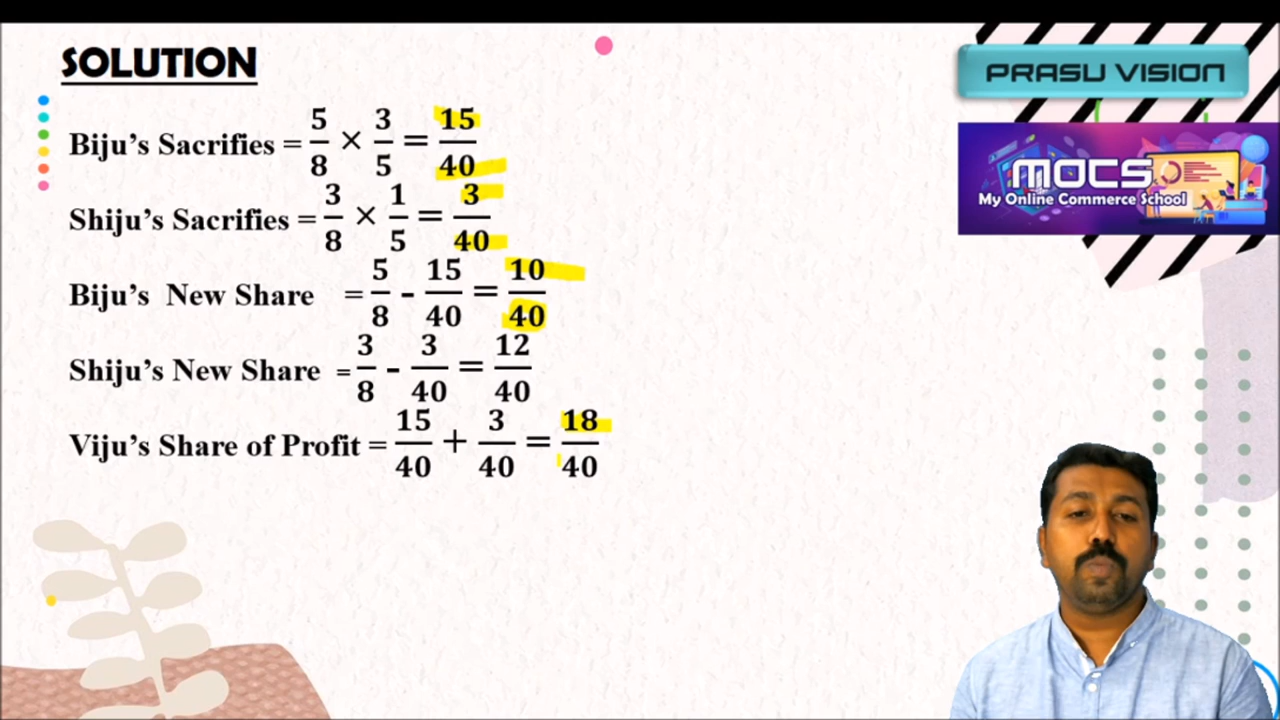 SOLUTION
PRASU VISION
MOCS
My Online Commerce School
Biju's Sacrifies = 5/8 × 3/5 = 15/40
Shiju's Sacrifies = 3/8 × 1/5 = 3/40
Biju's New Share = 5/8 - 15/40 = 10/40
Shiju's New Share = 3/8 - 3/40 = 12/40
Viju's Share of Profit = 15/40 + 3/40 = 18/40